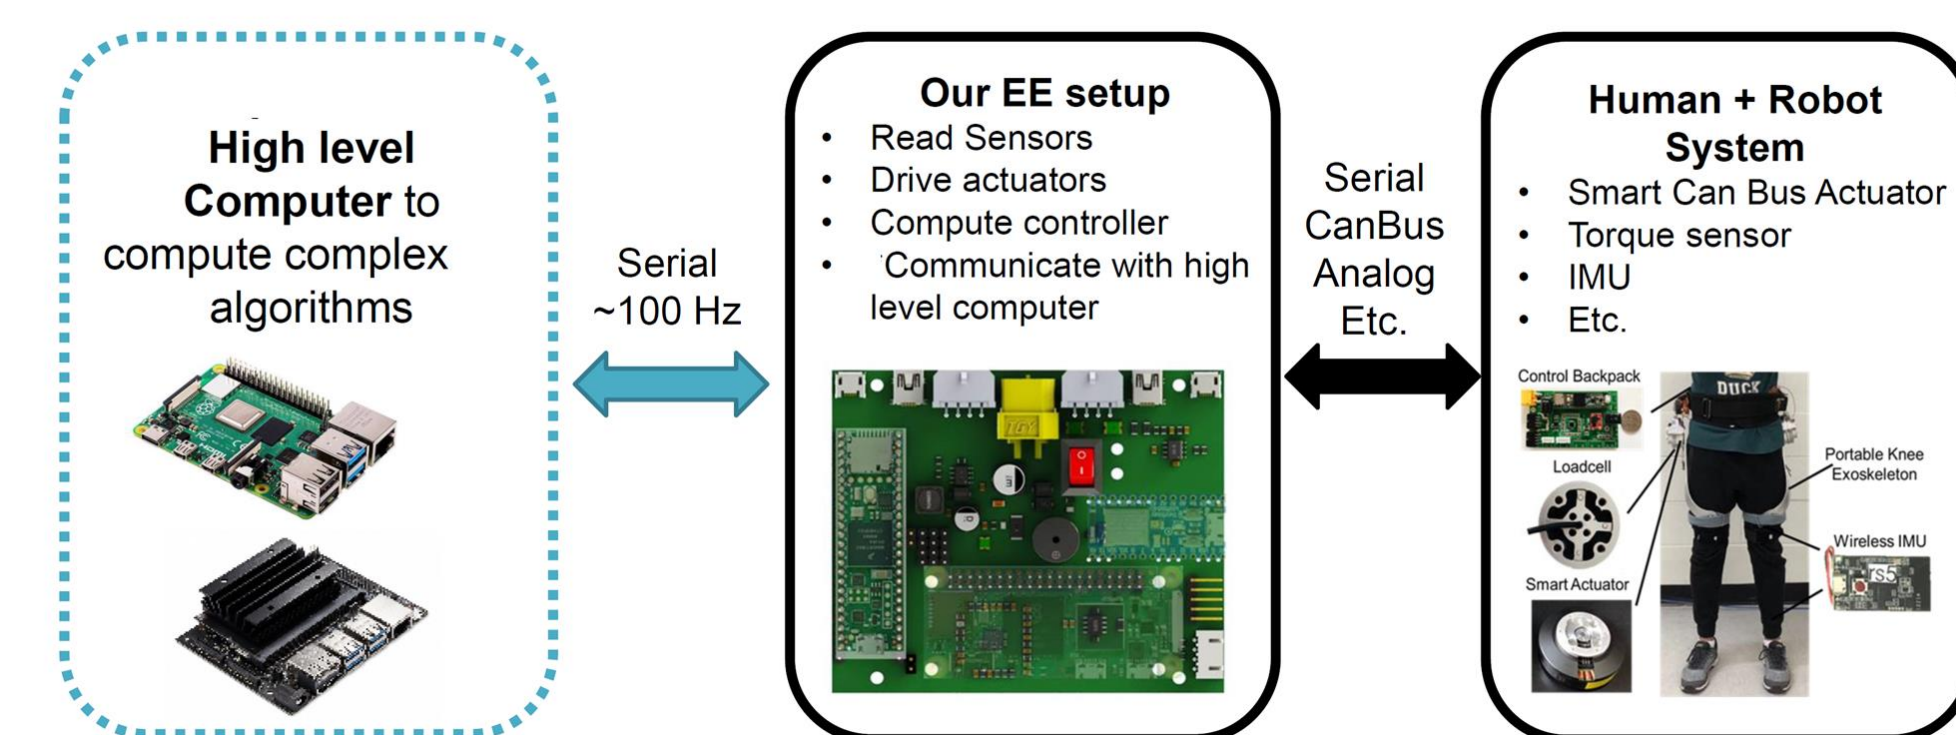 High level
Computer to
compute complex
algorithms
Serial
~100 Hz
Our EE setup
• Read Sensors
• Drive actuators
• Compute controller
• Communicate with high
level computer
Serial
CanBus
Analog
Etc.
Human + Robot
System
• Smart Can Bus Actuator
• Torque sensor
• IMU
• Etc.
Control Backpack
DUCK
Loadcell
Portable Knee
Exoskeleton
Wireless IMU
rs5
Smart Actuator